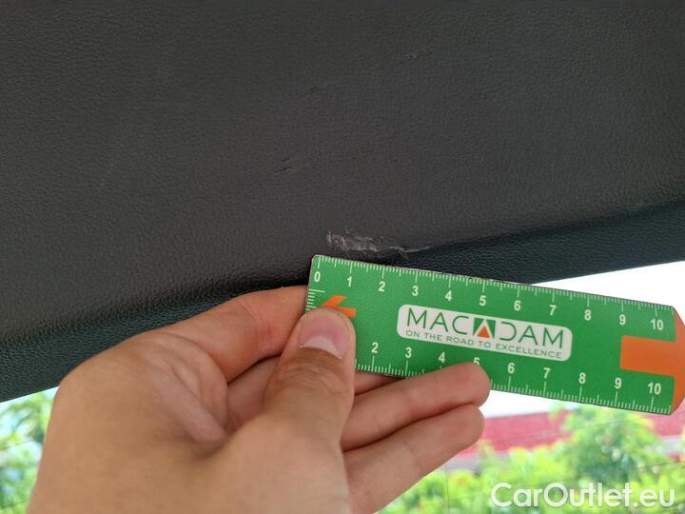 0 1 2 3 4 5 6 7 8 9 10
MACADAM
ON THE ROAD TO EXCELLENCE
2 3 4 5 6 7 8 9 10
CarOutlet.eu